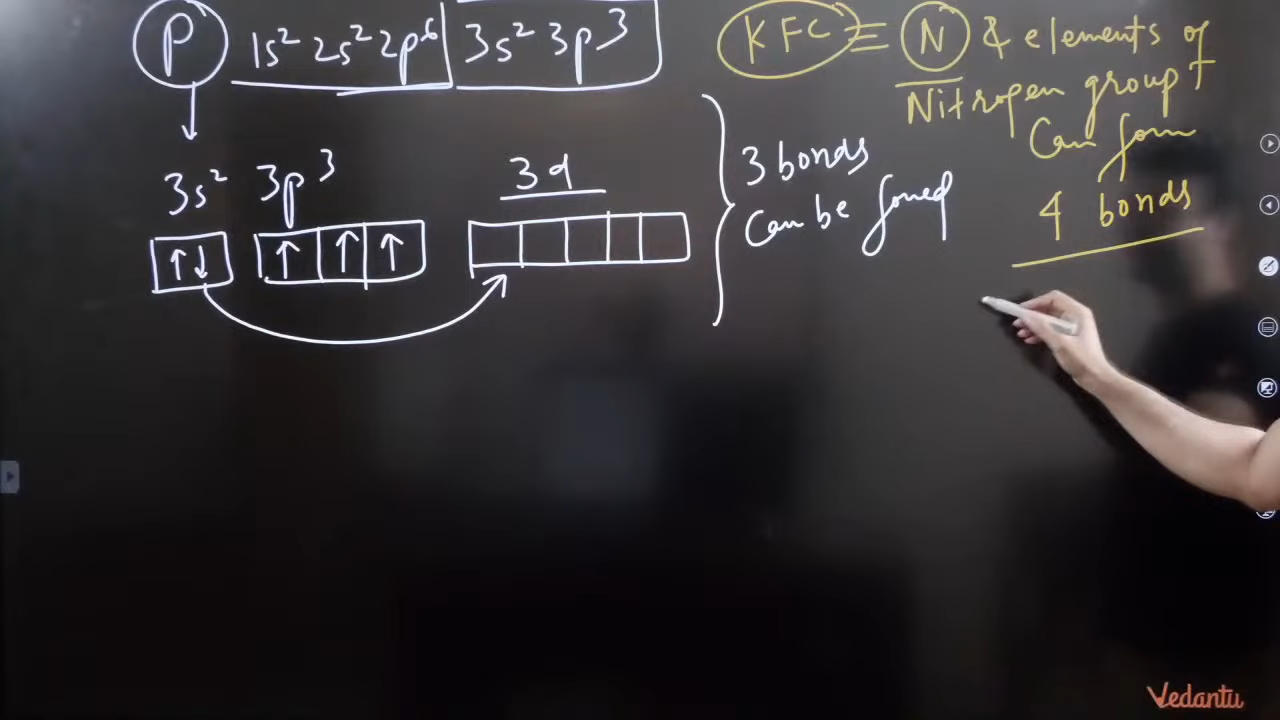 P 1s² 2s² 2p⁶ 3s² 3p³
3s² 3p³
3d
3 bonds
can be formed
KFC ≡ N & elements of
Nitrogen group
Can form
4 bonds
Vedantu